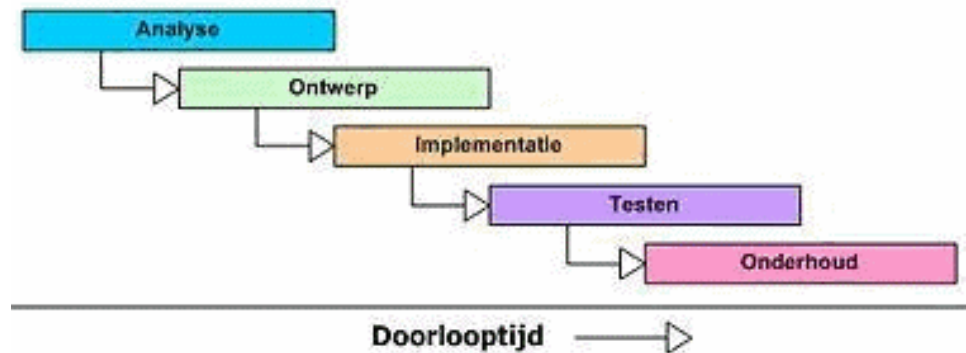 Analyse
Ontwerp
Implementatie
Testen
Onderhoud
Doorlooptijd